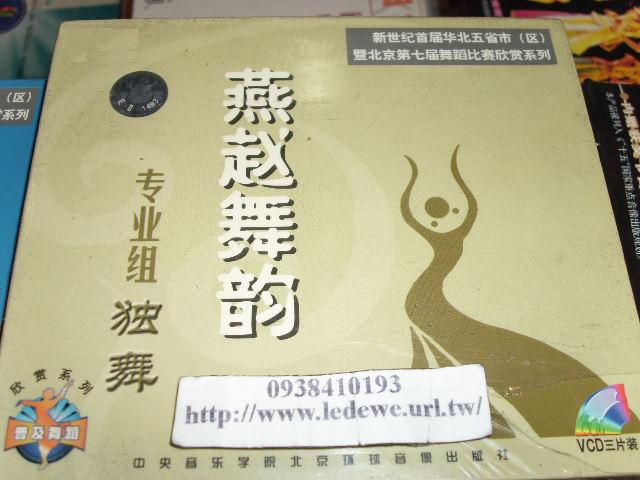 新世纪首届华北五省市（区）
暨北京第七届舞蹈比赛欣赏系列
燕赵舞韵
专业组 独舞
0938410193
http://www.ledewe.url.tw/
欣赏系列
普及舞蹈
VCD三片装
中央音乐学院北京环球音像出版社
（区）
系列